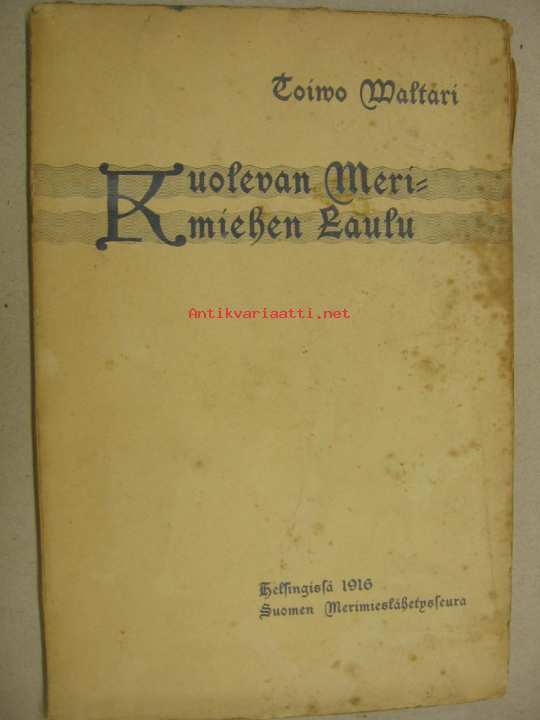 Toiwo Waltari
Kuolevan Meri-
miehen Laulu
Antikvariaatti.net
Helsingissä 1916
Suomen Merimieslähetysseura